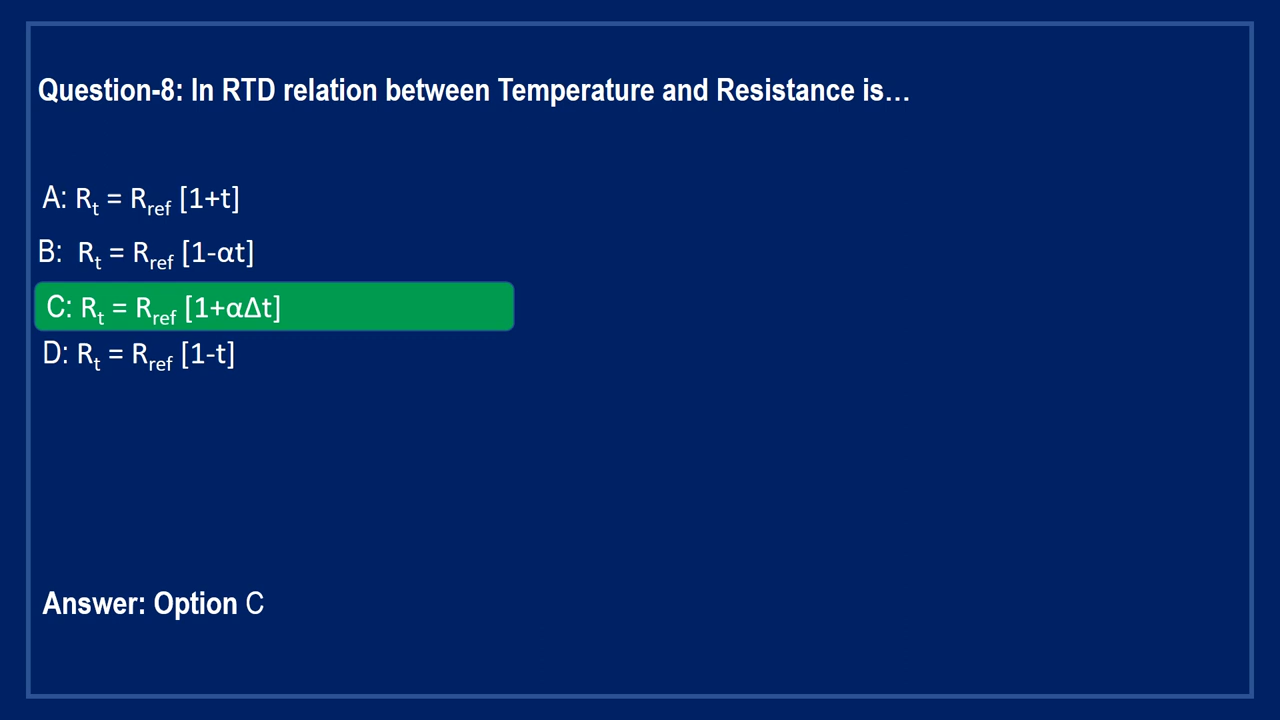 Question-8: In RTD relation between Temperature and Resistance is…
A: Rt = Rref [1+t]
B: Rt = Rref [1-αt]
C: Rt = Rref [1+αΔt]
D: Rt = Rref [1-t]
Answer: Option C